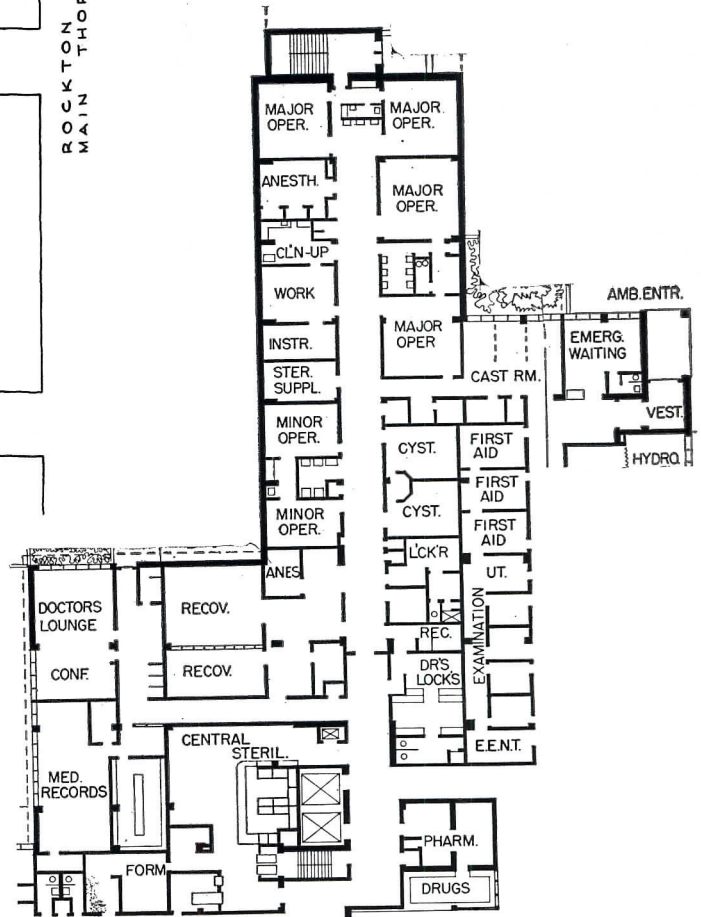 ROCKTON
MAIN THOR
MAJOR
OPER.
MAJOR
OPER.
ANESTH.
MAJOR
OPER.
CL'N-UP
WORK
AMB.ENTR.
INSTR.
MAJOR
OPER
EMERG.
WAITING
STER.
SUPPL.
CAST RM.
MINOR
OPER.
VEST.
CYST.
FIRST
AID
HYDRO.
FIRST
AID
CYST.
MINOR
OPER.
FIRST
AID
ANES
L'CK'R
UT.
DOCTORS
LOUNGE
RECOV.
EXAMINATION
REC.
CONF.
RECOV.
DR'S
LOCK'S
CENTRAL
STERIL.
E.E.N.T.
MED.
RECORDS
PHARM.
FORM
DRUGS